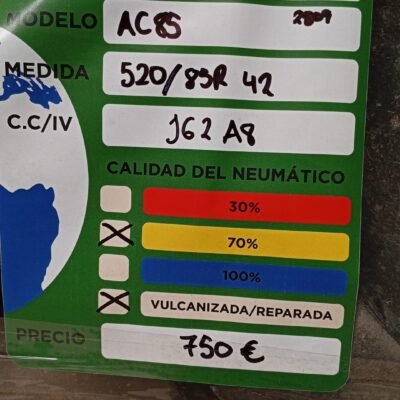 MODELO AC85 2809
MEDIDA 520/85R 42
C.C/IV 162 A8
CALIDAD DEL NEUMÁTICO
30%
70%
100%
VULCANIZADA/REPARADA
PRECIO 750 €